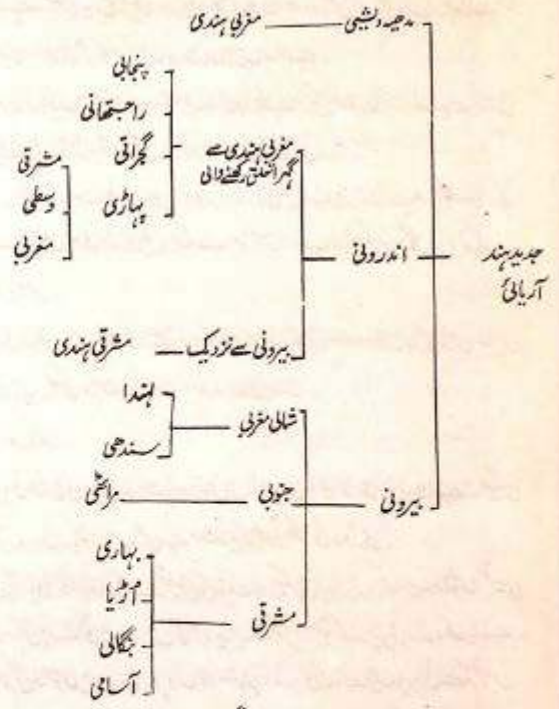 مدھیہ دیشی — مغربی ہندی
پنجابی
راجستھانی
گجراتی
پہاڑی
مشرقی
وسطی
مغربی
مغربی ہندی سے
گہرا تعلق رکھنے والی
جدید ہند
آریائی
اندرونی
بیرونی سے نزدیک — مشرقی ہندی
لہندا
شمالی مغربی
سندھی
بیرونی — جنوبی — مراٹھی
بہاری
اُڑیا
مشرقی
بنگالی
آسامی